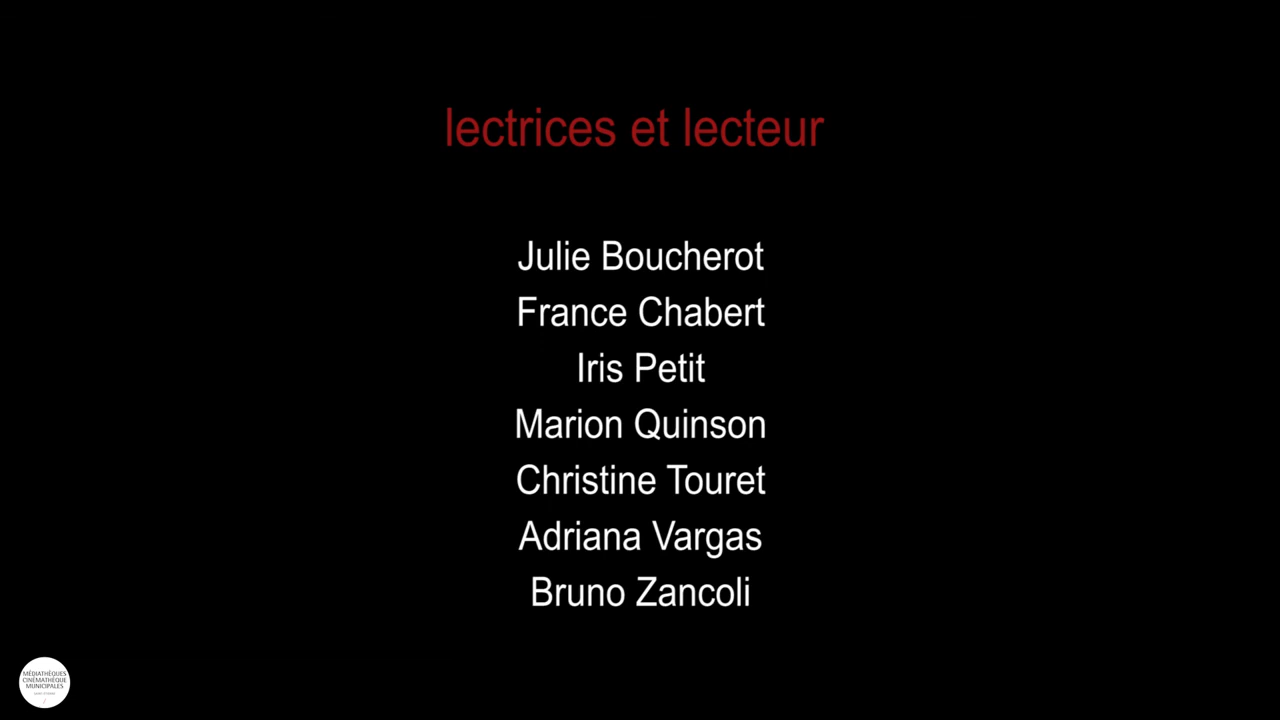 lectrices et lecteur
Julie Boucherot
France Chabert
Iris Petit
Marion Quinson
Christine Touret
Adriana Vargas
Bruno Zancoli
MÉDIATHÈQUES
CINÉMATHÈQUE
MUNICIPALES